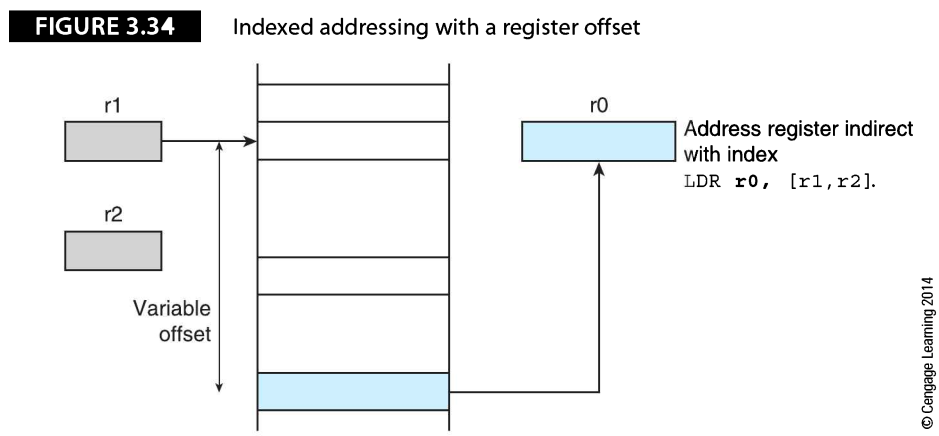 FIGURE 3.34 Indexed addressing with a register offset
r1
r0
Address register indirect
with index
LDR r0, [r1,r2].
r2
Variable
offset
© Cengage Learning 2014